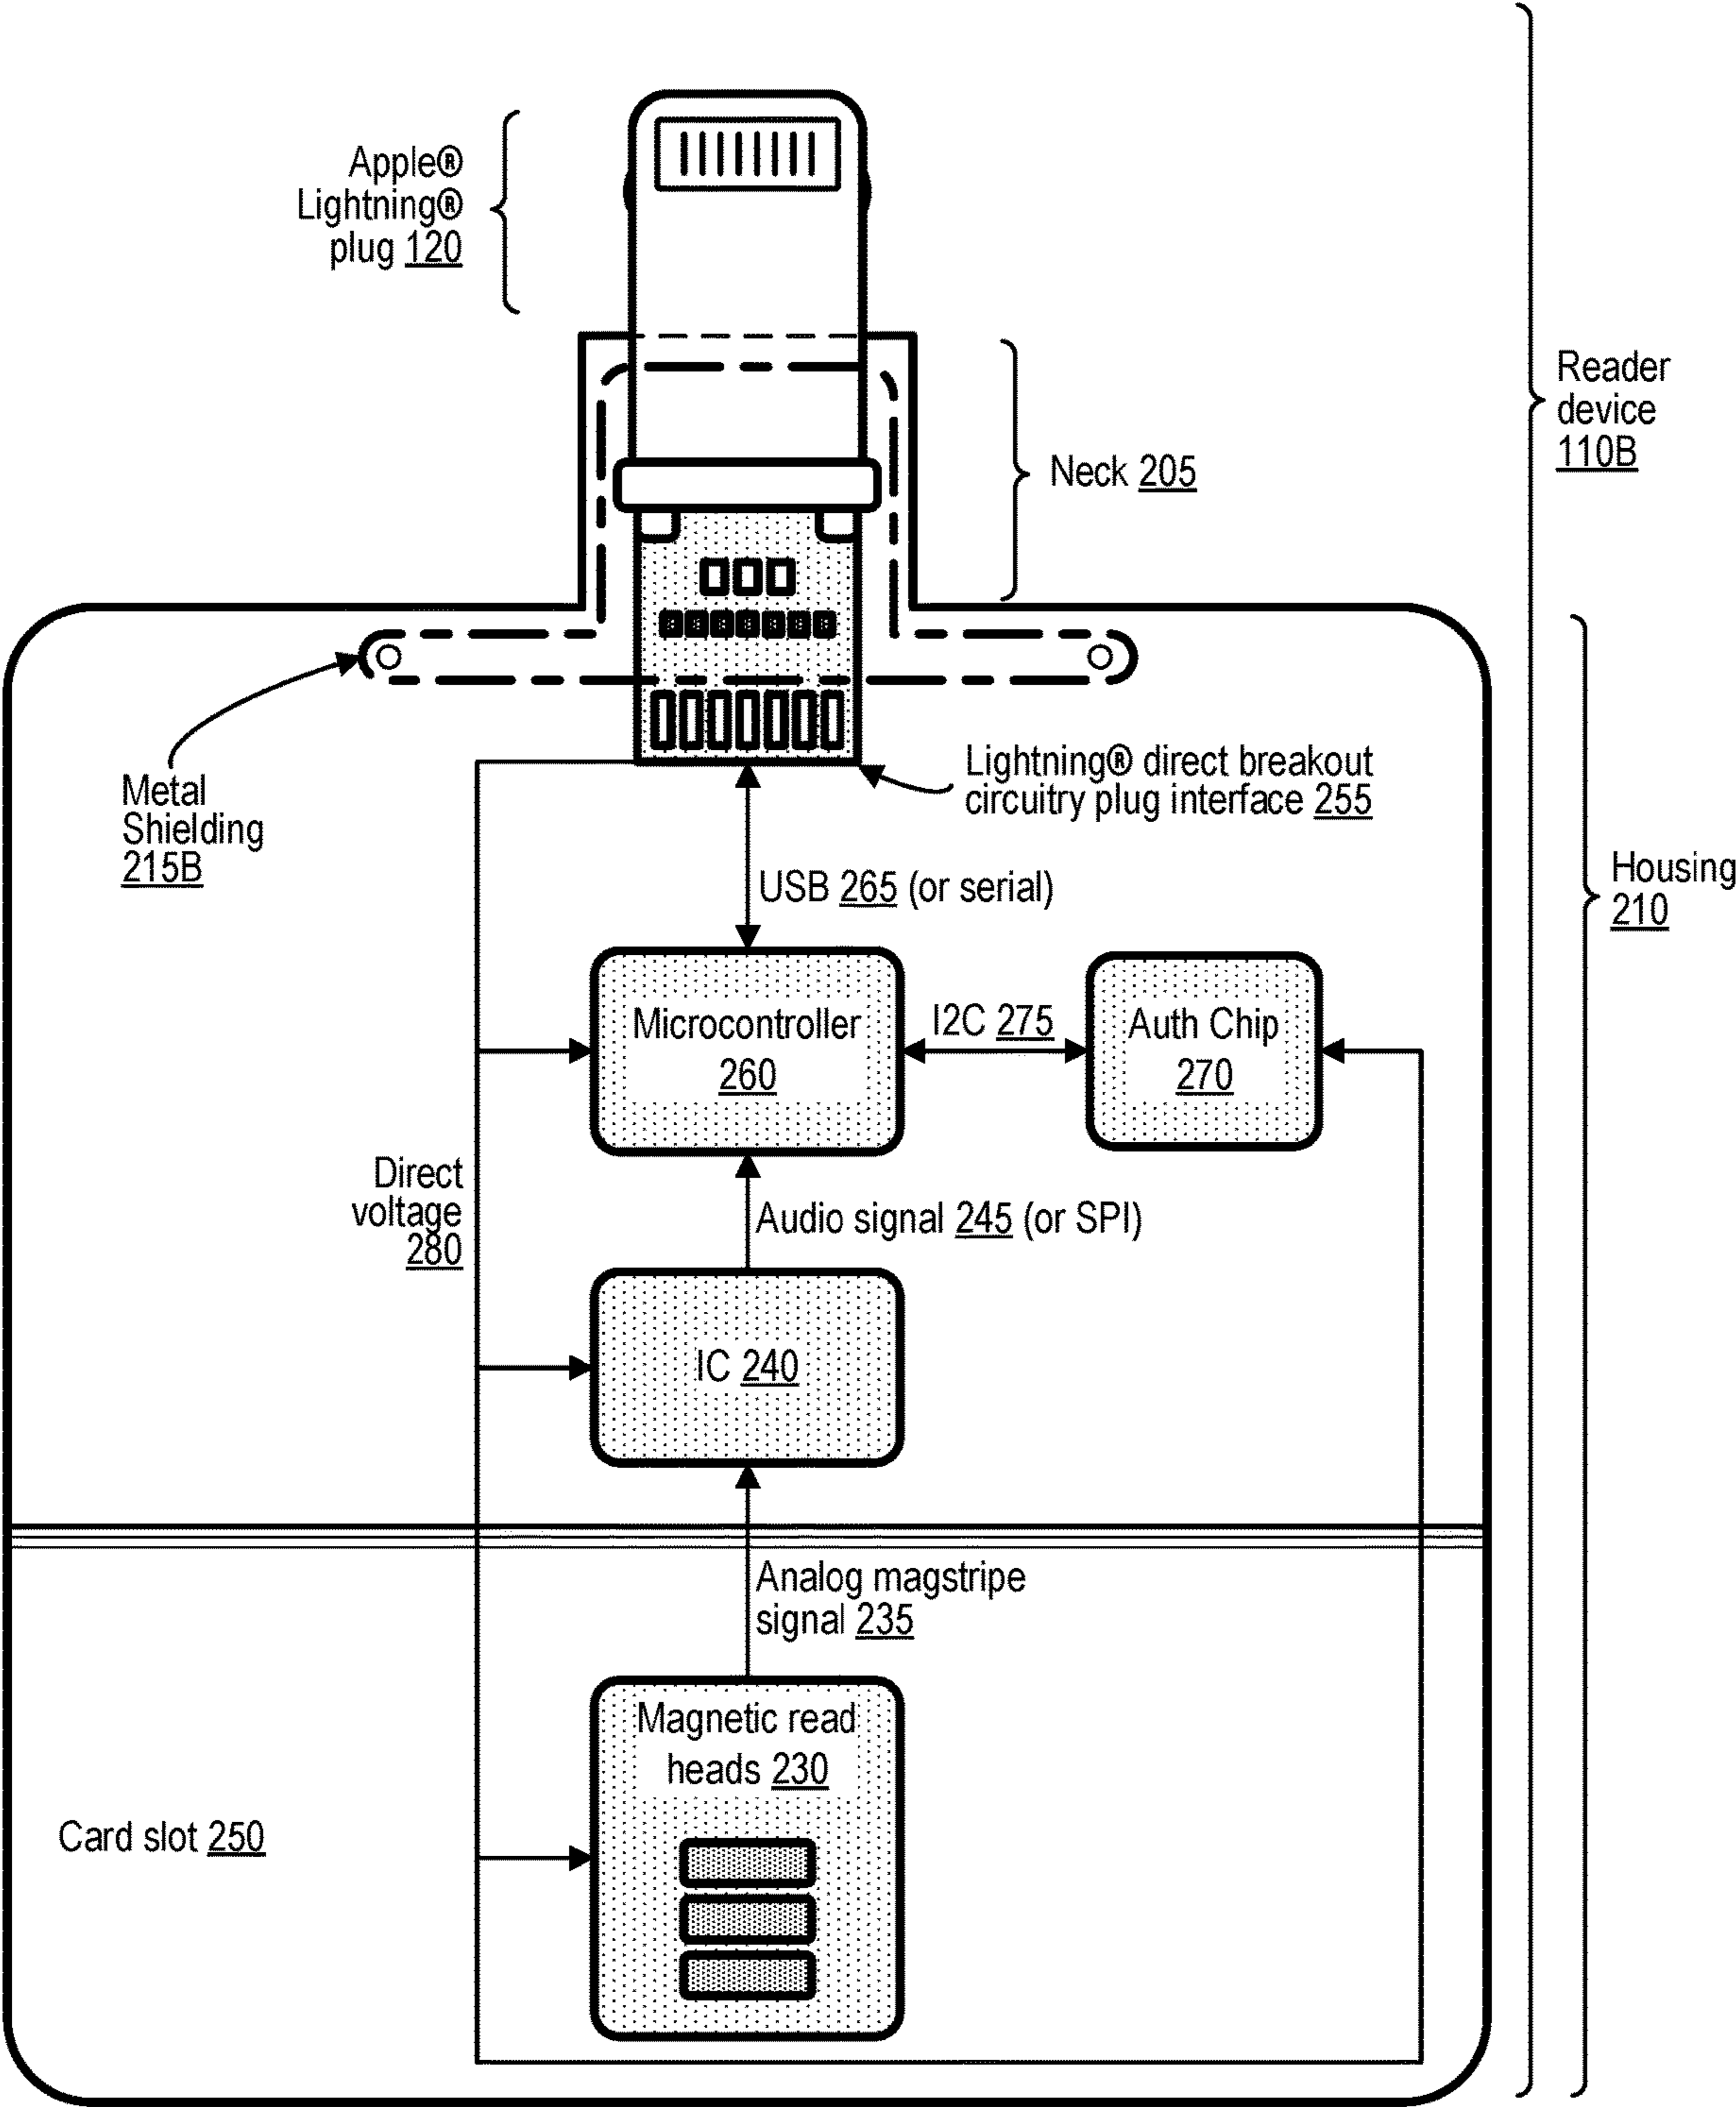 Apple®
Lightning®
plug 120
Reader
device
110B
Neck 205
Metal
Shielding
215B
Lightning® direct breakout
circuitry plug interface 255
Housing
210
USB 265 (or serial)
Microcontroller
260
I2C 275
Auth Chip
270
Direct
voltage
280
Audio signal 245 (or SPI)
IC 240
Analog magstripe
signal 235
Magnetic read
heads 230
Card slot 250